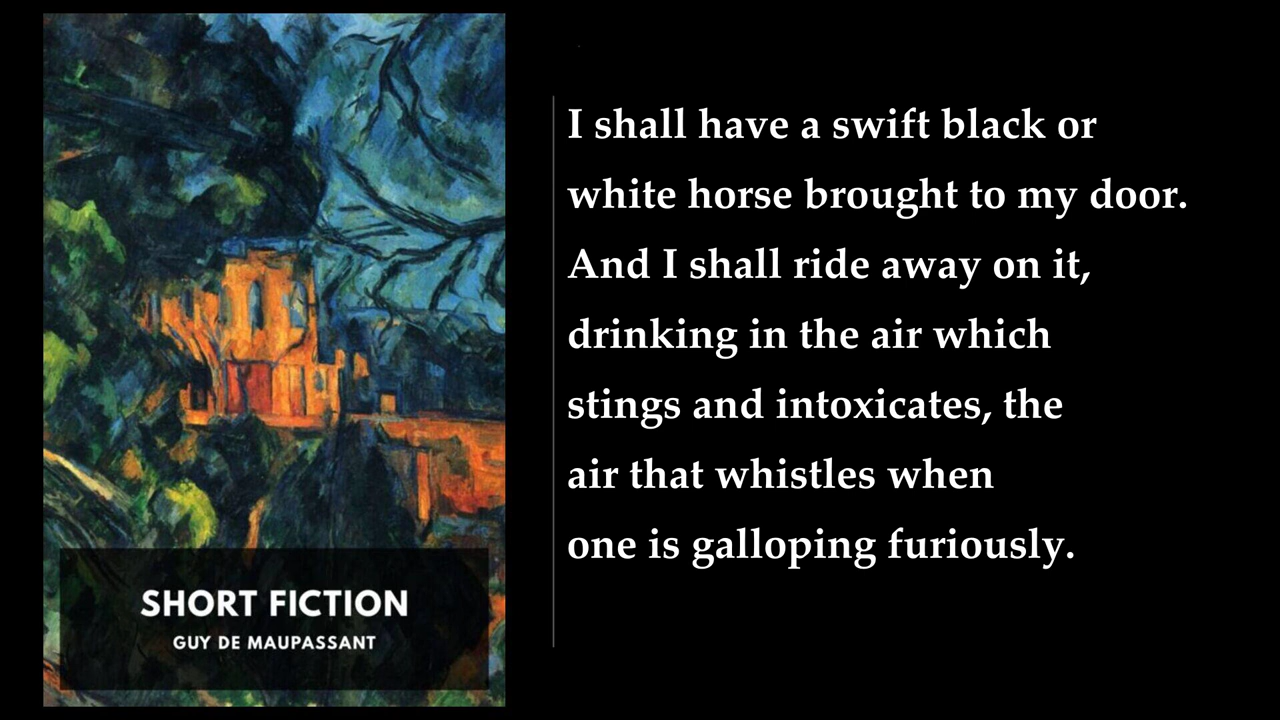 SHORT FICTION
GUY DE MAUPASSANT
I shall have a swift black or
white horse brought to my door.
And I shall ride away on it,
drinking in the air which
stings and intoxicates, the
air that whistles when
one is galloping furiously.